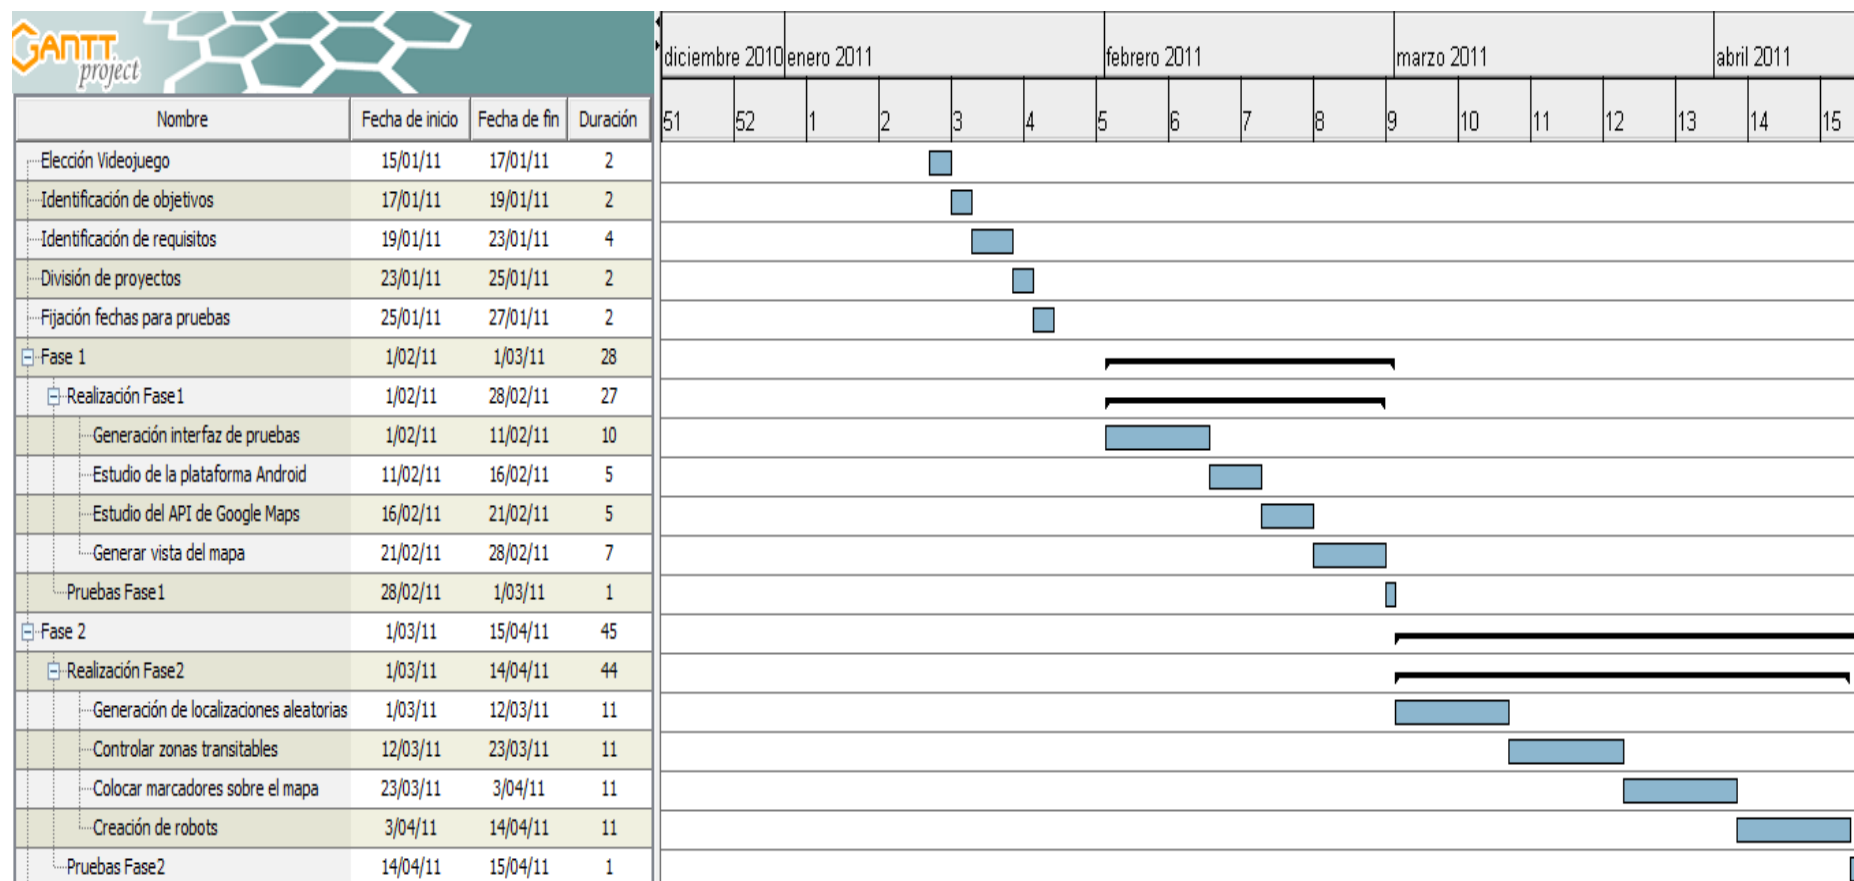 GANTT
project
diciembre 2010 enero 2011 febrero 2011 marzo 2011 abril 2011
Nombre Fecha de inicio Fecha de fin Duración 51 52 1 2 3 4 5 6 7 8 9 10 11 12 13 14 15
Elección Videojuego 15/01/11 17/01/11 2
Identificación de objetivos 17/01/11 19/01/11 2
Identificación de requisitos 19/01/11 23/01/11 4
División de proyectos 23/01/11 25/01/11 2
Fijación fechas para pruebas 25/01/11 27/01/11 2
Fase 1 1/02/11 1/03/11 28
Realización Fase1 1/02/11 28/02/11 27
Generación interfaz de pruebas 1/02/11 11/02/11 10
Estudio de la plataforma Android 11/02/11 16/02/11 5
Estudio del API de Google Maps 16/02/11 21/02/11 5
Generar vista del mapa 21/02/11 28/02/11 7
Pruebas Fase1 28/02/11 1/03/11 1
Fase 2 1/03/11 15/04/11 45
Realización Fase2 1/03/11 14/04/11 44
Generación de localizaciones aleatorias 1/03/11 12/03/11 11
Controlar zonas transitables 12/03/11 23/03/11 11
Colocar marcadores sobre el mapa 23/03/11 3/04/11 11
Creación de robots 3/04/11 14/04/11 11
Pruebas Fase2 14/04/11 15/04/11 1